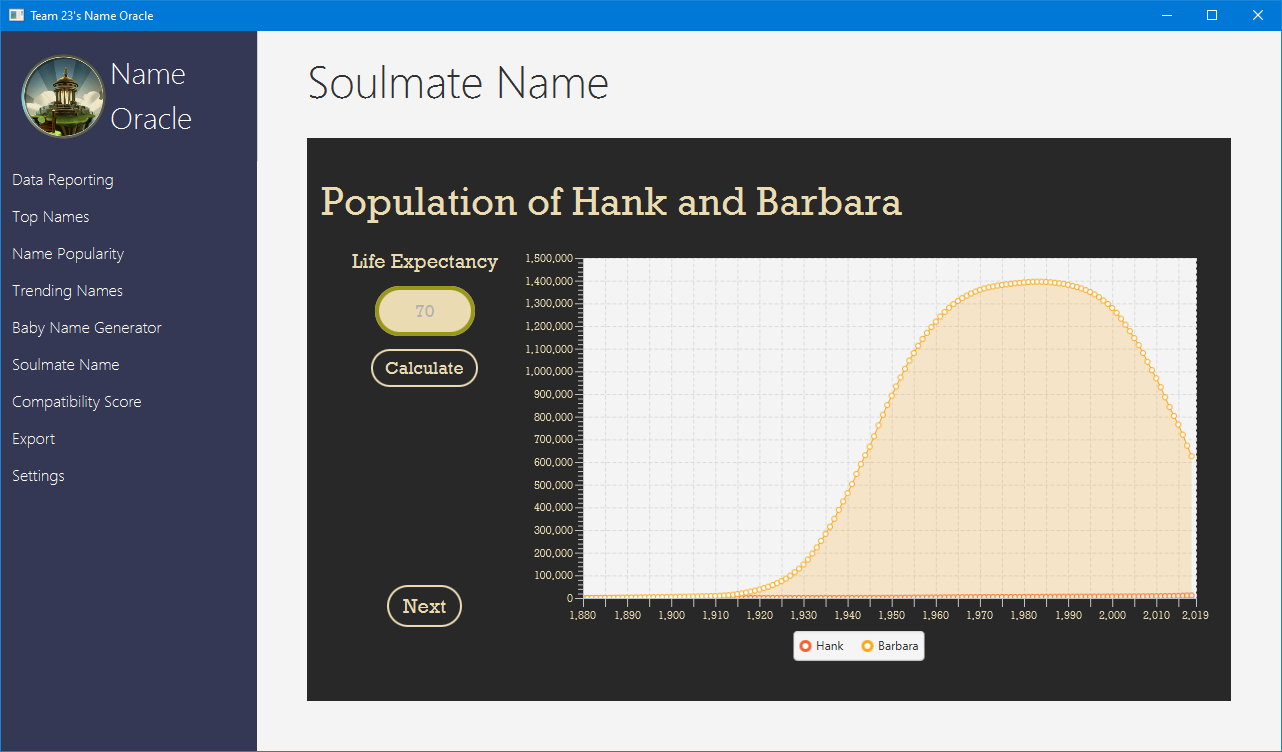 Team 23's Name Oracle
Name
Oracle
Data Reporting
Top Names
Name Popularity
Trending Names
Baby Name Generator
Soulmate Name
Compatibility Score
Export
Settings
Soulmate Name
Population of Hank and Barbara
Life Expectancy
70
Calculate
Next
1,500,000
1,400,000
1,300,000
1,200,000
1,100,000
1,000,000
900,000
800,000
700,000
600,000
500,000
400,000
300,000
200,000
100,000
0
1,880 1,890 1,900 1,910 1,920 1,930 1,940 1,950 1,960 1,970 1,980 1,990 2,000 2,010 2,019
Hank Barbara